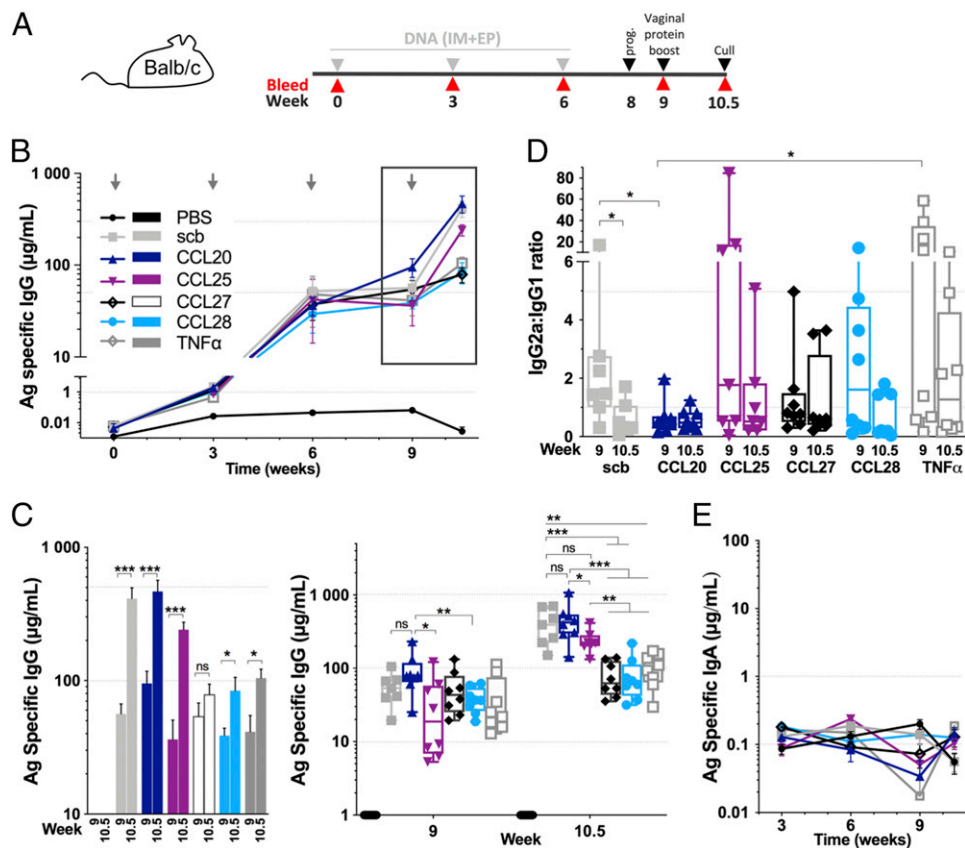 A
Balb/c
DNA (IM+EP)
prog.
Vaginal
protein
boost
Cull
Bleed
Week 0 3 6 8 9 10.5
B
Ag specific IgG (µg/mL)
1 000
100
10
1
0.01
PBS
scb
CCL20
CCL25
CCL27
CCL28
TNFα
0 3 6 9
Time (weeks)
D
IgG2a:IgG1 ratio
*
*
*
80
60
40
20
6
4
2
0
Week 9 10.5 9 10.5 9 10.5 9 10.5 9 10.5 9 10.5
scb CCL20 CCL25 CCL27 CCL28 TNFα
C
Ag Specific IgG (µg/mL)
1 000
100
10
*** *** *** ns * *
Week 9 10.5 9 10.5 9 10.5 9 10.5 9 10.5 9 10.5 9 10.5
Ag Specific IgG (µg/mL)
1 000
100
10
1
**
ns *
**
***
ns
***
ns *
**
9 10.5
Week
E
Ag Specific IgA (µg/mL)
10
1
0.1
0.01
3 6 9
Time (weeks)